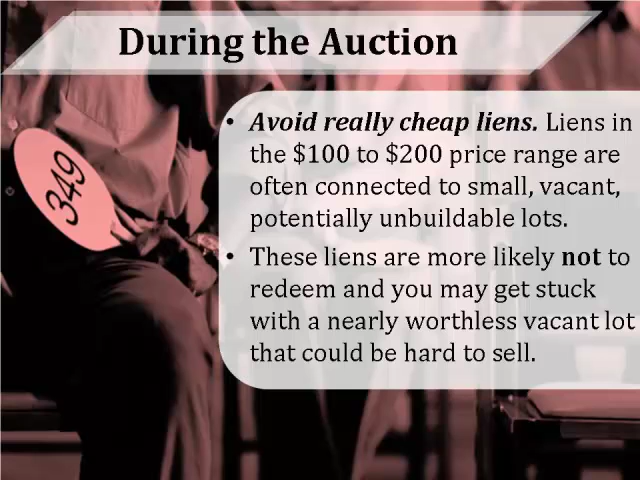 During the Auction
349
• Avoid really cheap liens. Liens in
the $100 to $200 price range are
often connected to small, vacant,
potentially unbuildable lots.
• These liens are more likely not to
redeem and you may get stuck
with a nearly worthless vacant lot
that could be hard to sell.